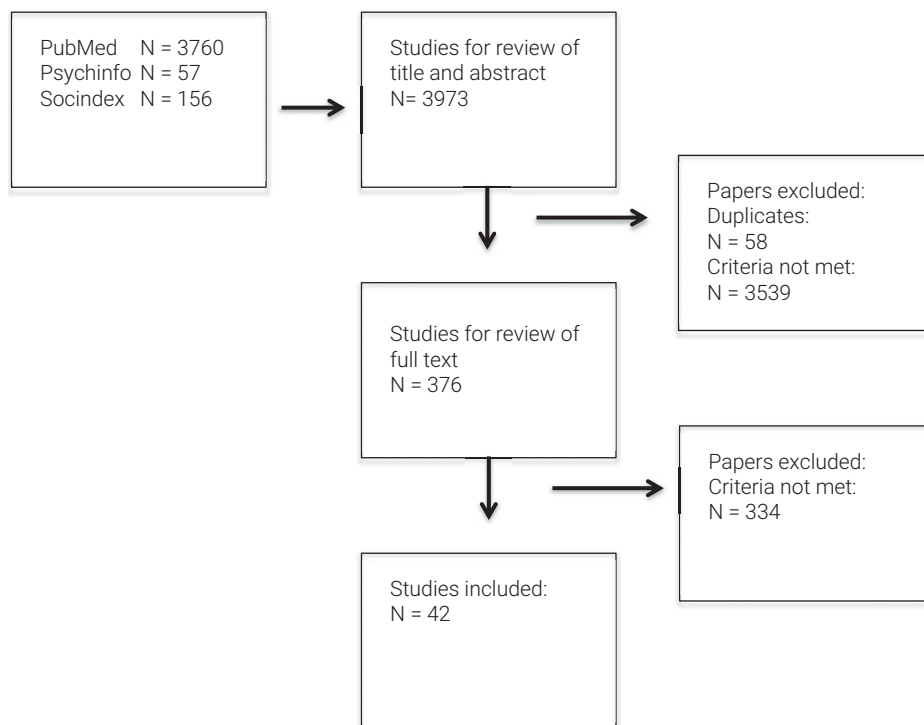 PubMed N = 3760
Psychinfo N = 57
Socindex N = 156
Studies for review of
title and abstract
N= 3973
Papers excluded:
Duplicates:
N = 58
Criteria not met:
N = 3539
Studies for review of
full text
N = 376
Papers excluded:
Criteria not met:
N = 334
Studies included:
N = 42